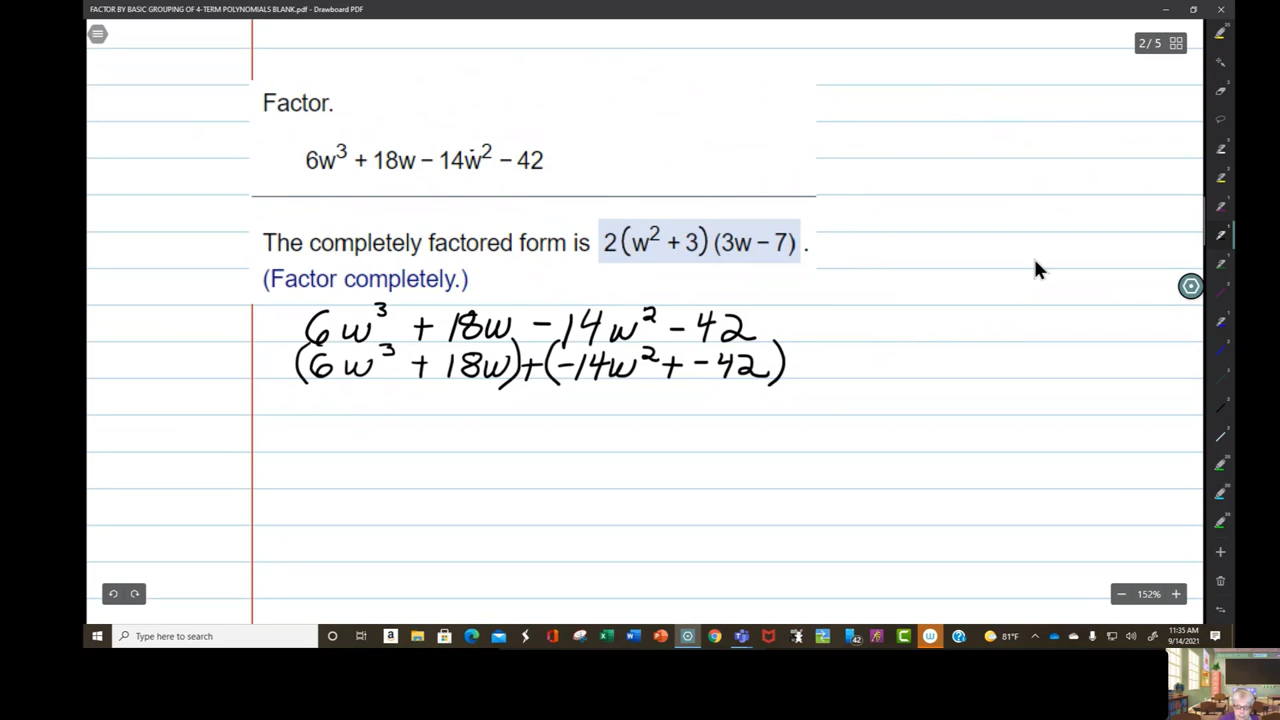 FACTOR BY BASIC GROUPING OF 4-TERM POLYNOMIALS BLANK.pdf - Drawboard PDF
2/5
Factor.
6w³ + 18w − 14w² − 42
The completely factored form is 2(w² + 3)(3w − 7) .
(Factor completely.)
6w³ + 18w − 14w² − 42
(6w³ + 18w) + (−14w² + −42)
152%
Type here to search
81°F
11:35 AM
9/14/2021